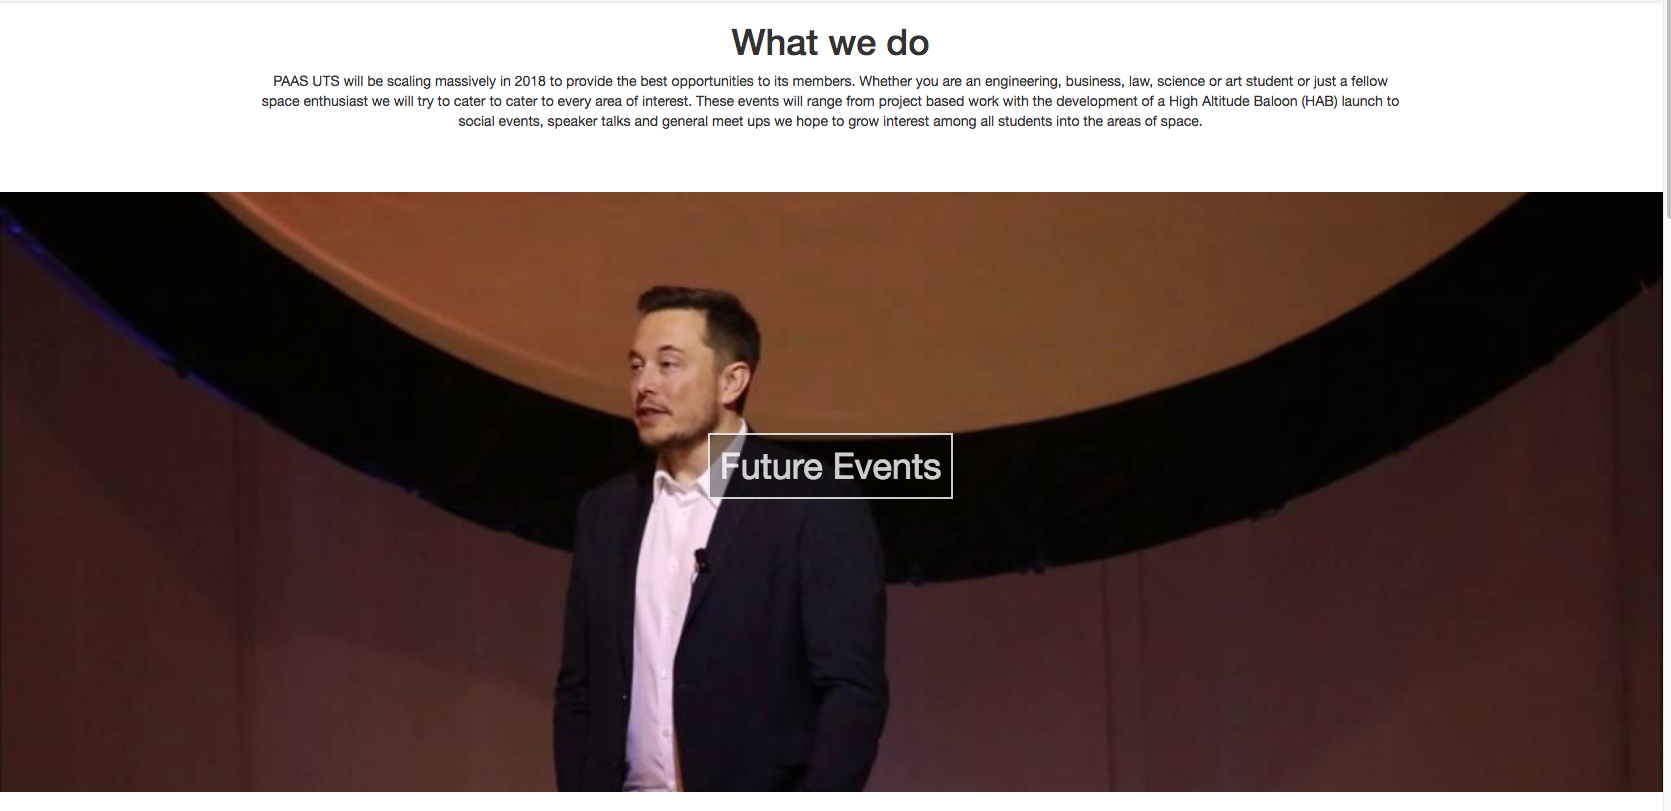 What we do
PAAS UTS will be scaling massively in 2018 to provide the best opportunities to its members. Whether you are an engineering, business, law, science or art student or just a fellow
space enthusiast we will try to cater to cater to every area of interest. These events will range from project based work with the development of a High Altitude Baloon (HAB) launch to
social events, speaker talks and general meet ups we hope to grow interest among all students into the areas of space.
Future Events